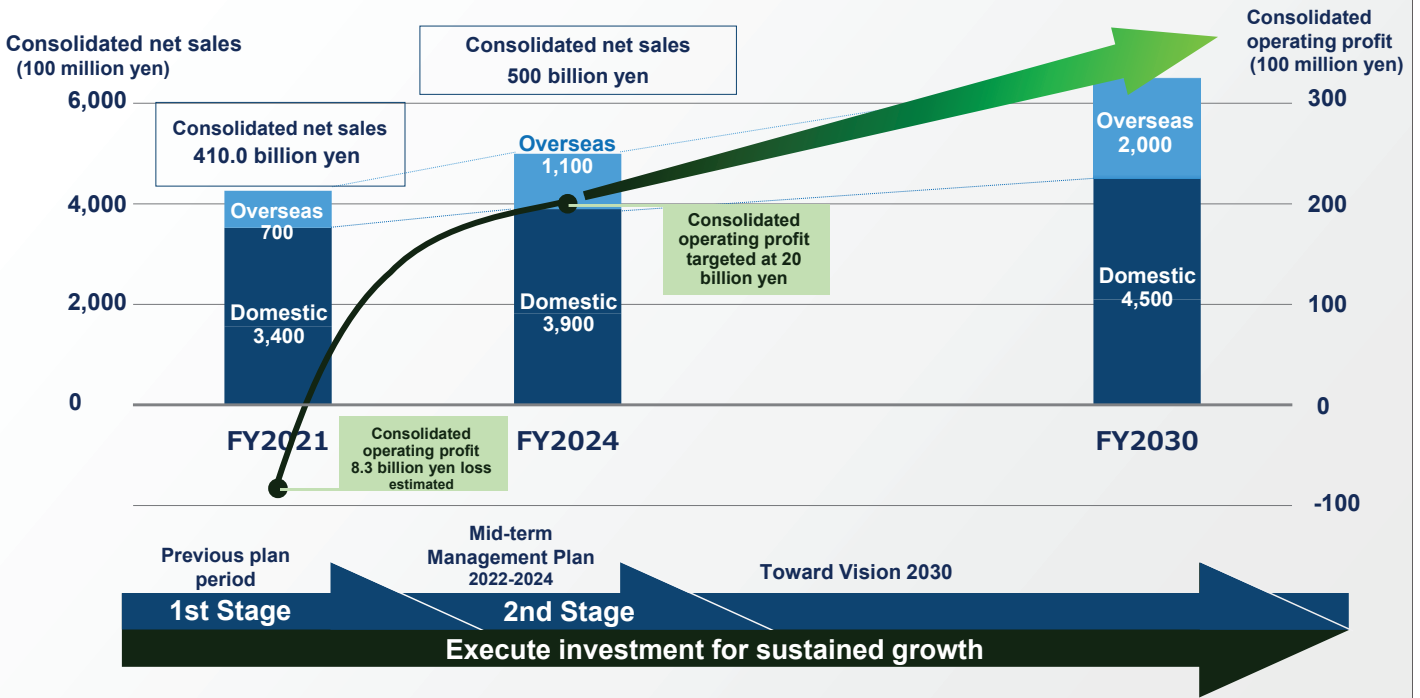 Consolidated net sales
(100 million yen)
6,000
4,000
2,000
0
Consolidated net sales
410.0 billion yen
Consolidated net sales
500 billion yen
Consolidated
operating profit
(100 million yen)
300
200
100
0
-100
Overseas
700
Domestic
3,400
Overseas
1,100
Domestic
3,900
Overseas
2,000
Domestic
4,500
Consolidated
operating profit
targeted at 20
billion yen
Consolidated
operating profit
8.3 billion yen loss
estimated
FY2021
FY2024
FY2030
Previous plan
period
1st Stage
Mid-term
Management Plan
2022-2024
2nd Stage
Toward Vision 2030
Execute investment for sustained growth